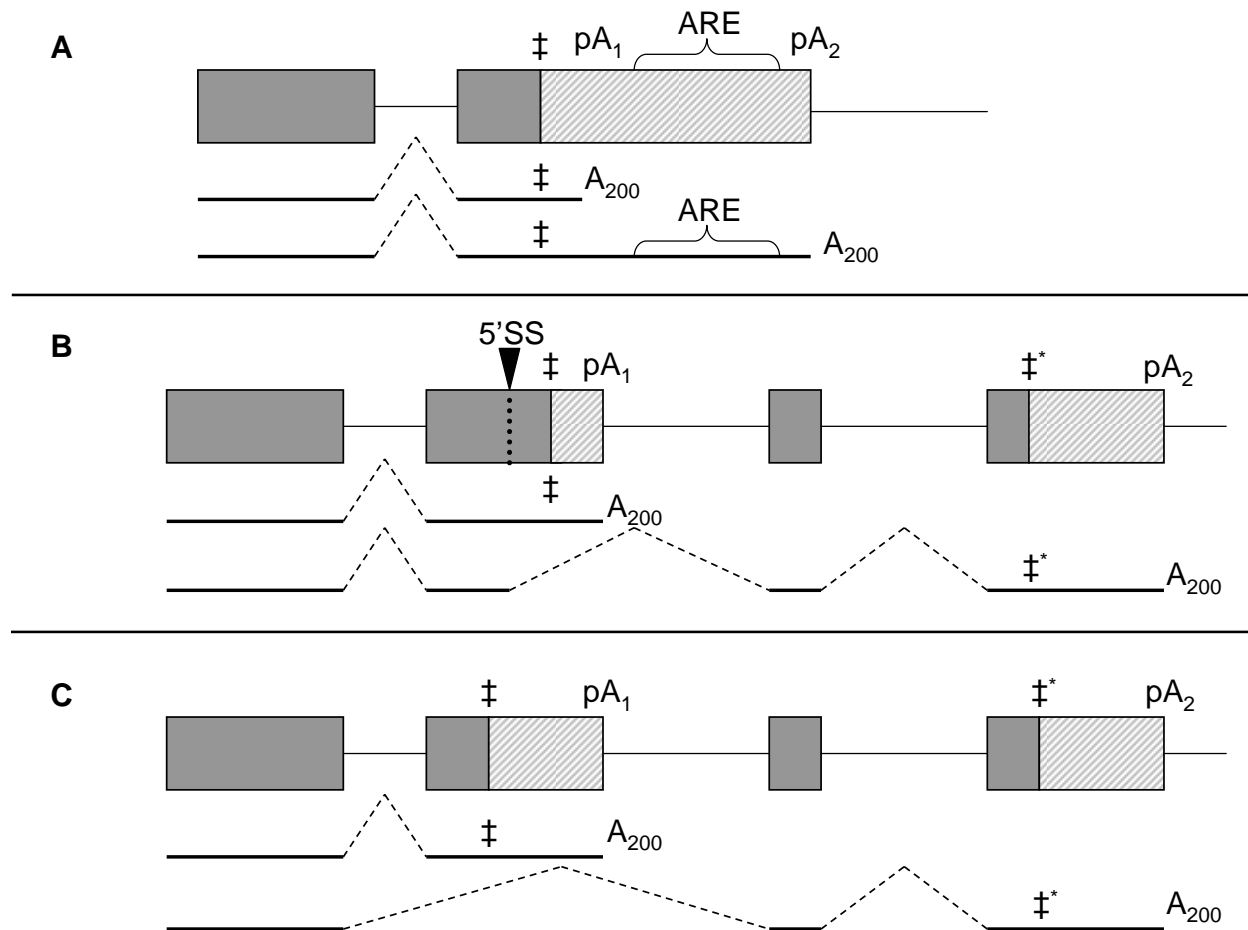 A ‡ pA₁ ARE pA₂
‡ A₂₀₀
‡ ARE A₂₀₀
B 5'SS ‡ pA₁ ‡* pA₂
‡ A₂₀₀
‡* A₂₀₀
C ‡ pA₁ ‡* pA₂
‡ A₂₀₀
‡* A₂₀₀